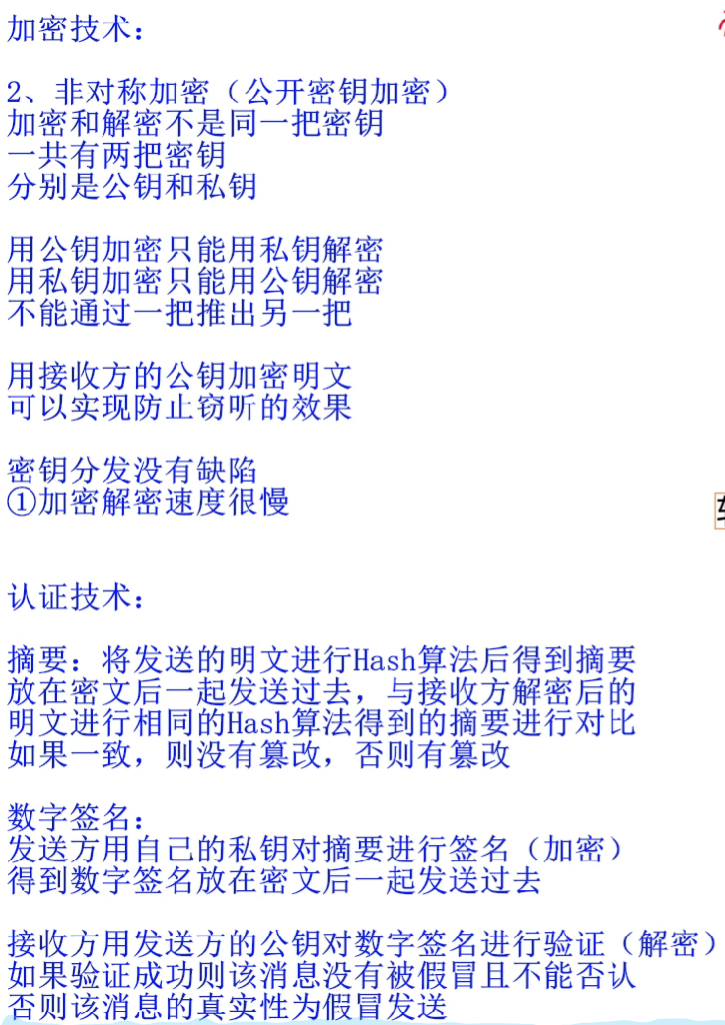 加密技术：
2、非对称加密（公开密钥加密）
加密和解密不是同一把密钥
一共有两把密钥
分别是公钥和私钥
用公钥加密只能用私钥解密
用私钥加密只能用公钥解密
不能通过一把推出另一把
用接收方的公钥加密明文
可以实现防止窃听的效果
密钥分发没有缺陷
①加密解密速度很慢
认证技术：
摘要：将发送的明文进行Hash算法后得到摘要
放在密文后一起发送过去，与接收方解密后的
明文进行相同的Hash算法得到的摘要进行对比
如果一致，则没有篡改，否则有篡改
数字签名：
发送方用自己的私钥对摘要进行签名（加密）
得到数字签名放在密文后一起发送过去
接收方用发送方的公钥对数字签名进行验证（解密）
如果验证成功则该消息没有被假冒且不能否认
否则该消息的真实性为假冒发送